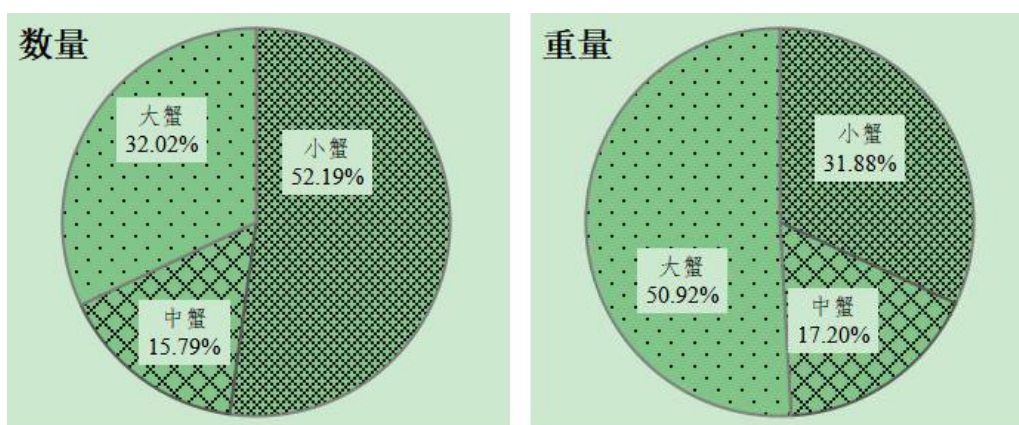 数量
大蟹
32.02%
小蟹
52.19%
中蟹
15.79%
重量
小蟹
31.88%
大蟹
50.92%
中蟹
17.20%